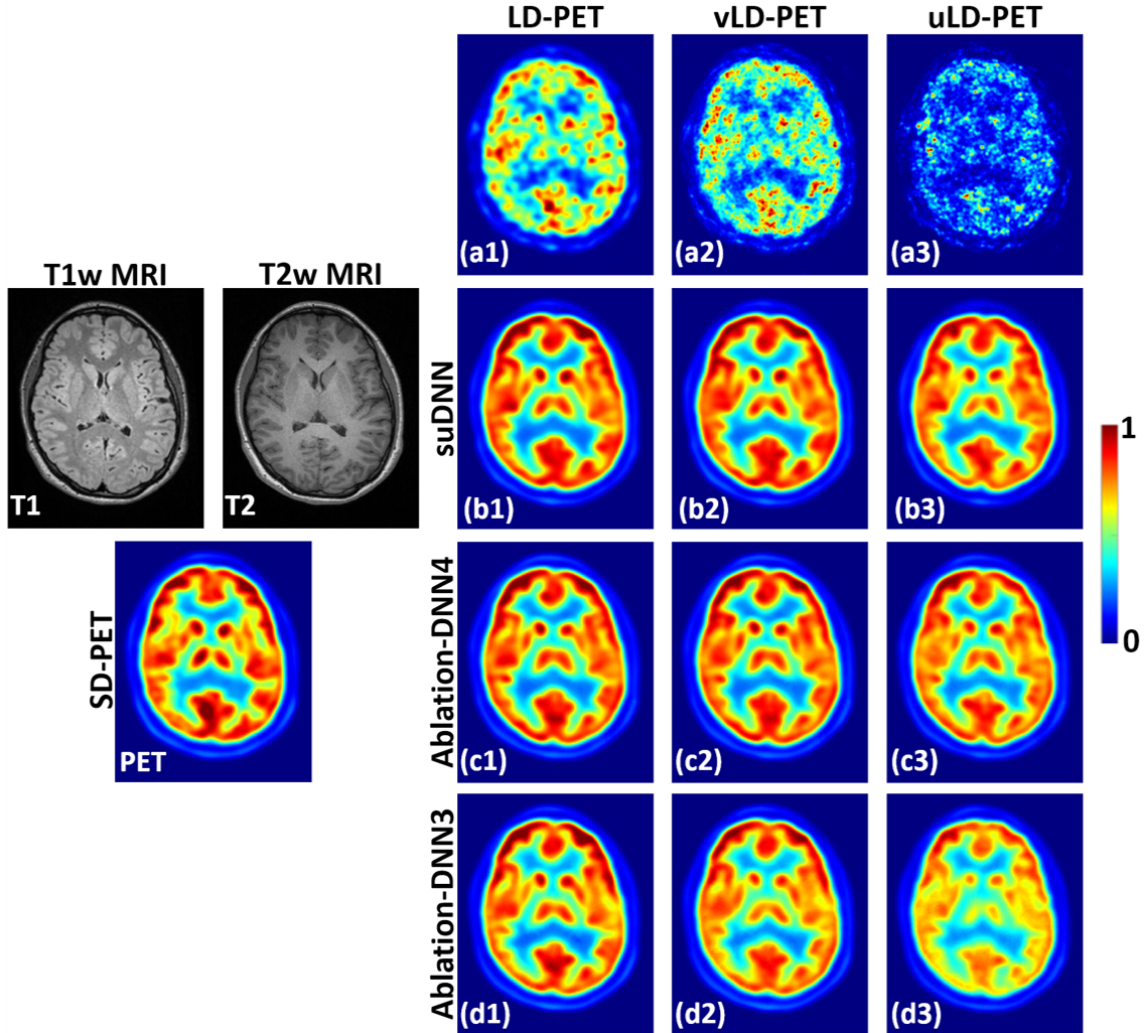 LD-PET vLD-PET uLD-PET
(a1) (a2) (a3)
T1w MRI T2w MRI
T1 T2
suDNN
(b1) (b2) (b3)
1
0
SD-PET
PET
Ablation-DNN4
(c1) (c2) (c3)
Ablation-DNN3
(d1) (d2) (d3)